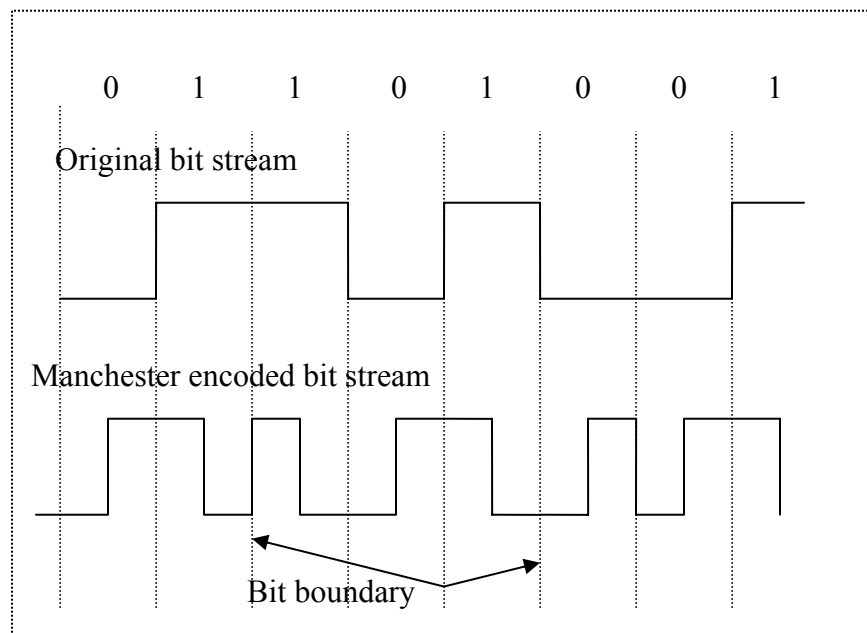 0 1 1 0 1 0 0 1
Original bit stream
Manchester encoded bit stream
Bit boundary